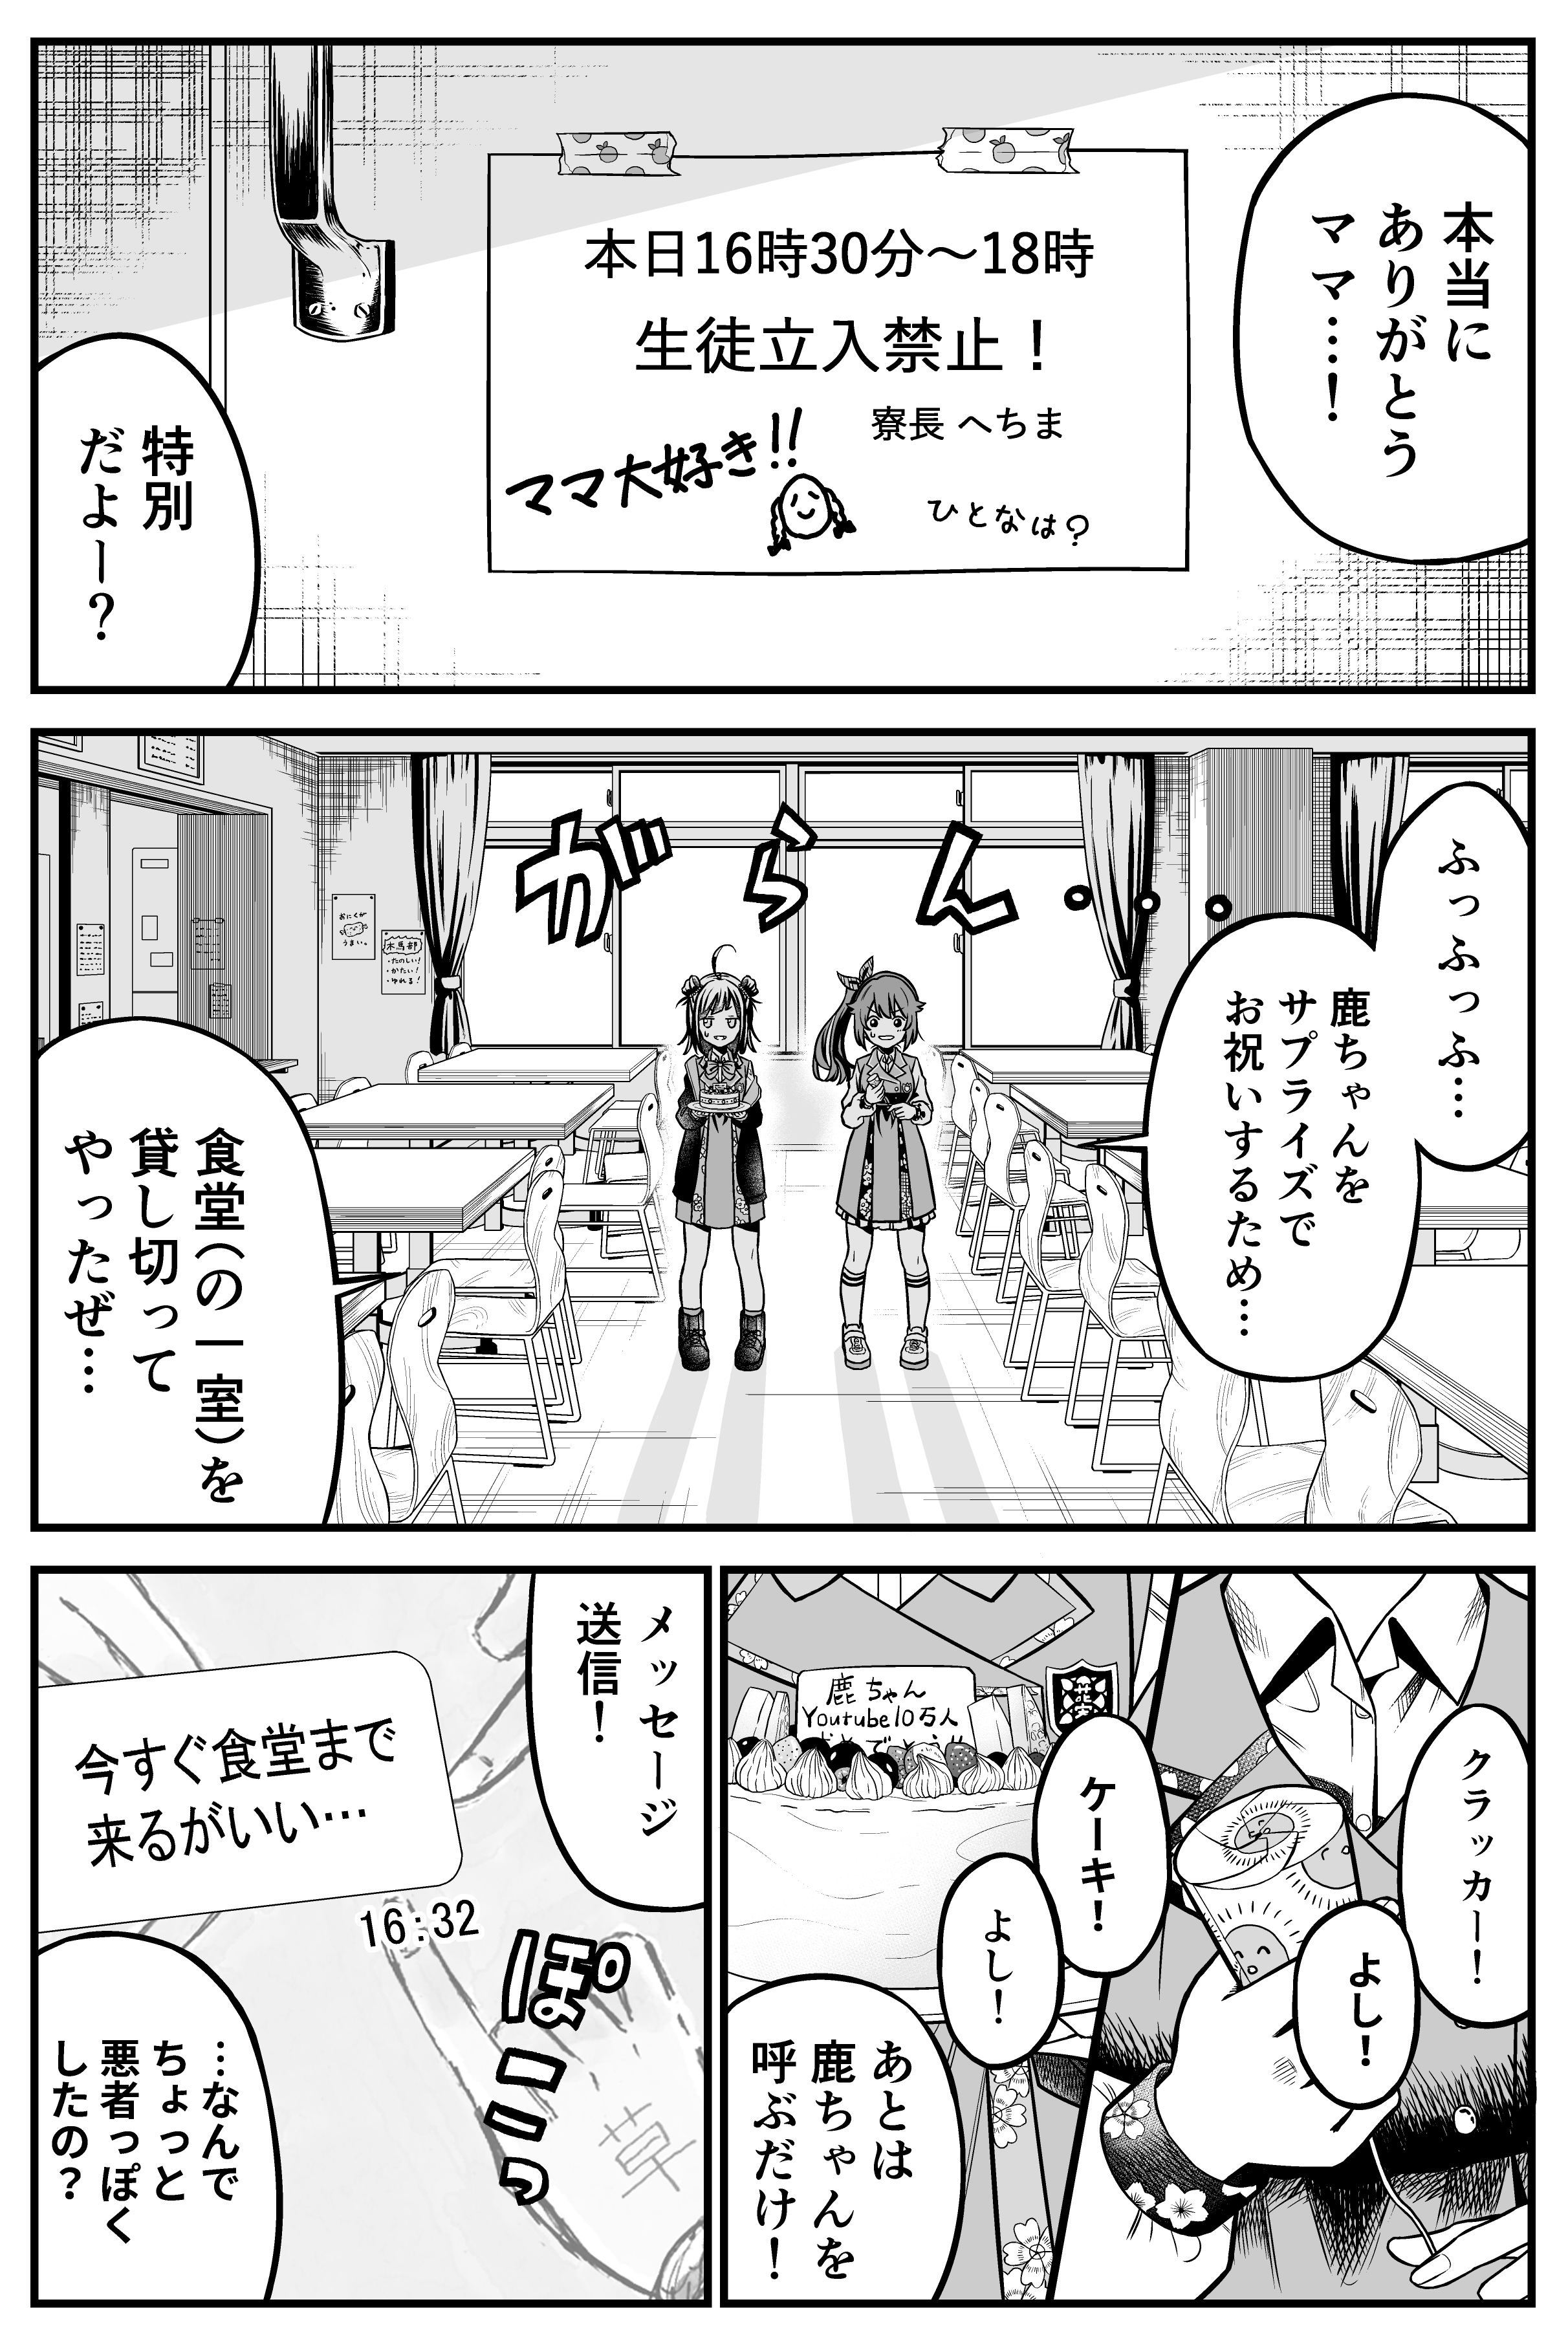 本当に
ありがとう
ママ…!
本日16時30分～18時
生徒立入禁止！
寮長 へちま
ママ大好き!!
ひとなは?
特別
だよー?
ふっふっふ…
鹿ちゃんを
サプライズで
お祝いするため…
がらん...
おにくが
うまい。
木馬部
・たのしい!
・かたい!
・ゆれる!
食堂(の一室)を
貸し切って
やったぜ…
クラッカー!
よし!
ケーキ!
よし!
鹿ちゃん
Youtube10万人
おめでとう!!
あとは
鹿ちゃんを
呼ぶだけ!
メッセージ
送信!
今すぐ食堂まで
来るがいい…
16:32
ぽこっ
草
…なんで
ちょっと
悪者っぽく
したの?